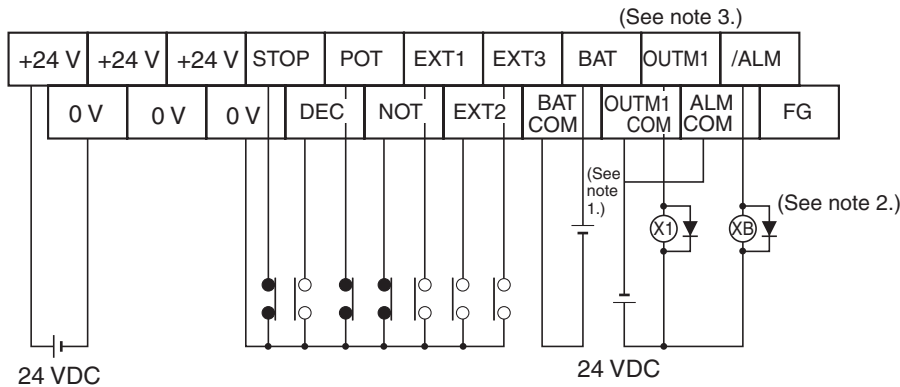 (See note 3.)
+24 V +24 V +24 V STOP POT EXT1 EXT3 BAT OUTM1 /ALM
0 V 0 V 0 V DEC NOT EXT2 BAT COM OUTM1 COM ALM COM FG
(See
note
1.)
(See note 2.)
X1 XB
24 VDC 24 VDC